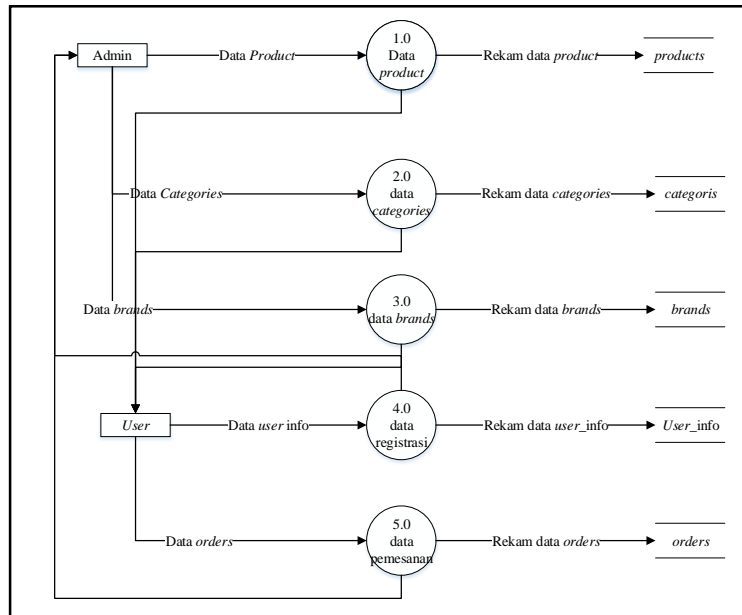 Admin
Data Product
1.0
Data
product
Rekam data product
products
Data Categories
2.0
data
categories
Rekam data categories
categoris
Data brands
3.0
data brands
Rekam data brands
brands
User
Data user info
4.0
data
registrasi
Rekam data user_info
User_info
Data orders
5.0
data
pemesanan
Rekam data orders
orders